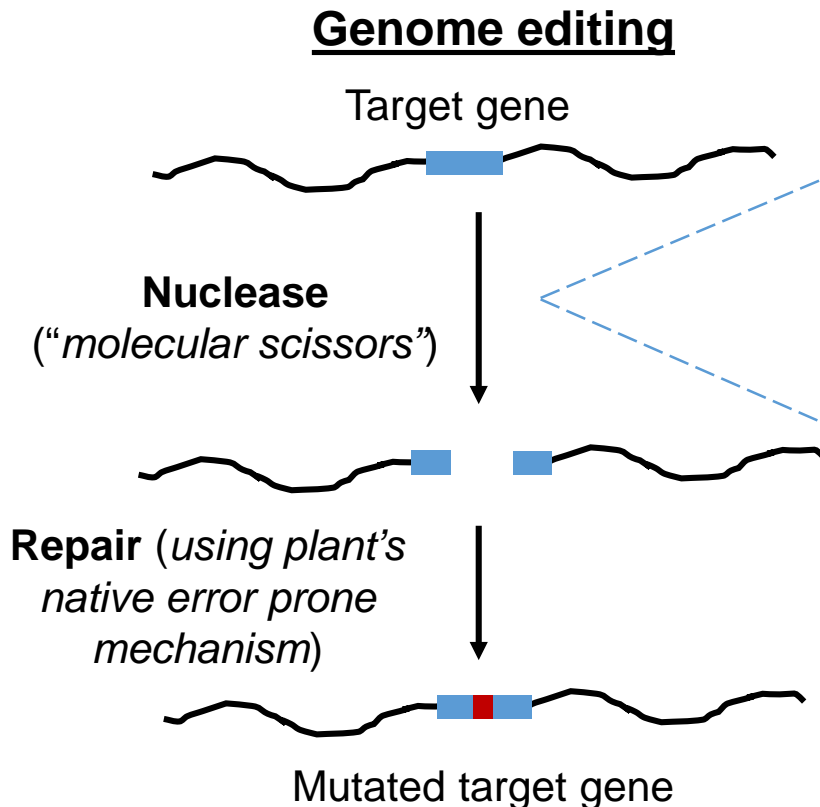 Genome editing
Target gene
Nuclease
(“molecular scissors”)
Repair (using plant’s
native error prone
mechanism)
Mutated target gene